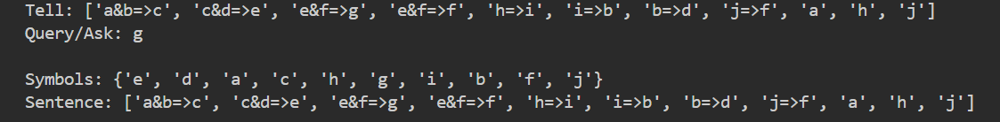 Tell: ['a&b=>c', 'c&d=>e', 'e&f=>g', 'e&f=>f', 'h=>i', 'i=>b', 'b=>d', 'j=>f', 'a', 'h', 'j']
Query/Ask: g
Symbols: {'e', 'd', 'a', 'c', 'h', 'g', 'i', 'b', 'f', 'j'}
Sentence: ['a&b=>c', 'c&d=>e', 'e&f=>g', 'e&f=>f', 'h=>i', 'i=>b', 'b=>d', 'j=>f', 'a', 'h', 'j']